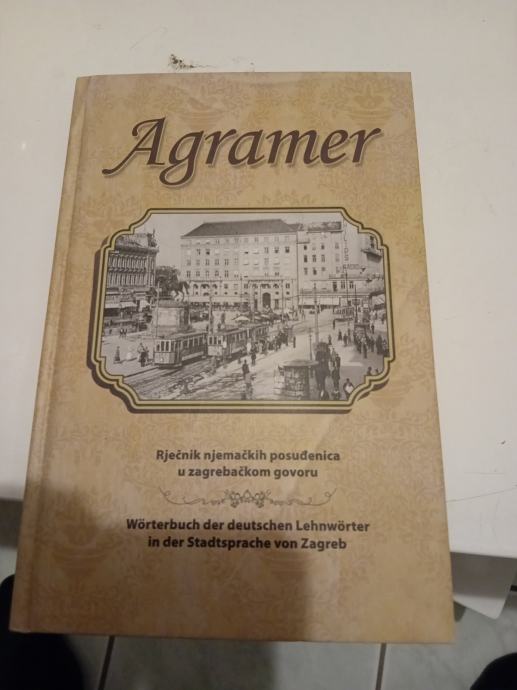 Agramer
Rječnik njemačkih posuđenica
u zagrebačkom govoru
Wörterbuch der deutschen Lehnwörter
in der Stadtsprache von Zagreb